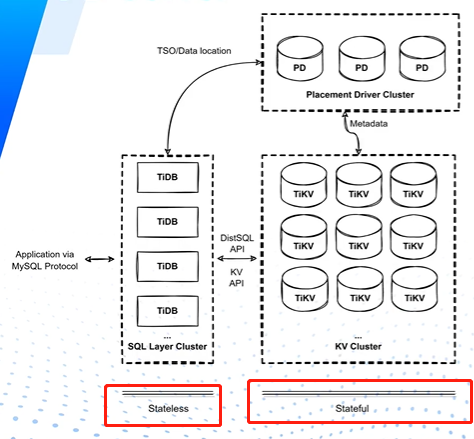 TSO/Data location
PD PD PD
Placement Driver Cluster
Metadata
TiDB
TiDB
TiDB
TiDB
...
SQL Layer Cluster
Application via
MySQL Protocol
DistSQL
API
KV
API
TiKV TiKV TiKV
TiKV TiKV TiKV
TiKV TiKV TiKV
...
KV Cluster
Stateless
Stateful